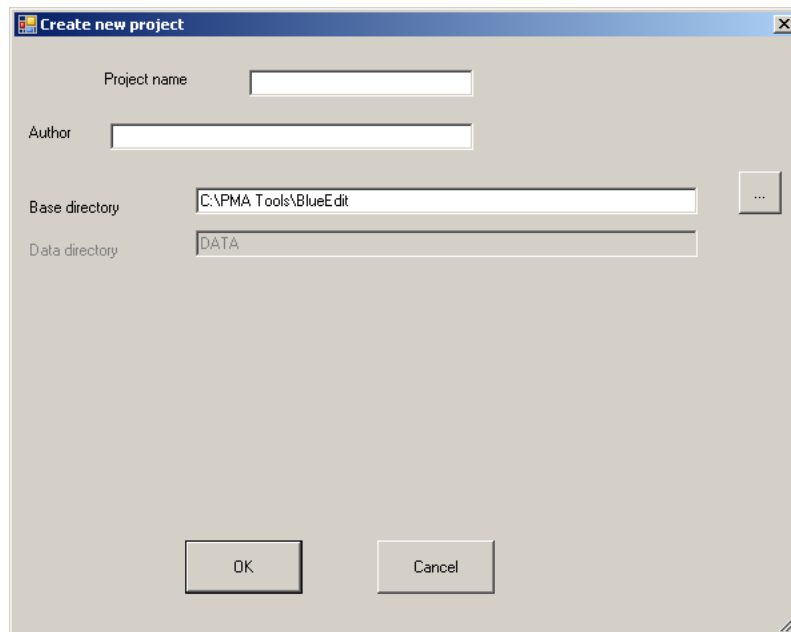 Create new project
Project name
Author
Base directory
C:\PMA Tools\BlueEdit
...
Data directory
DATA
OK
Cancel